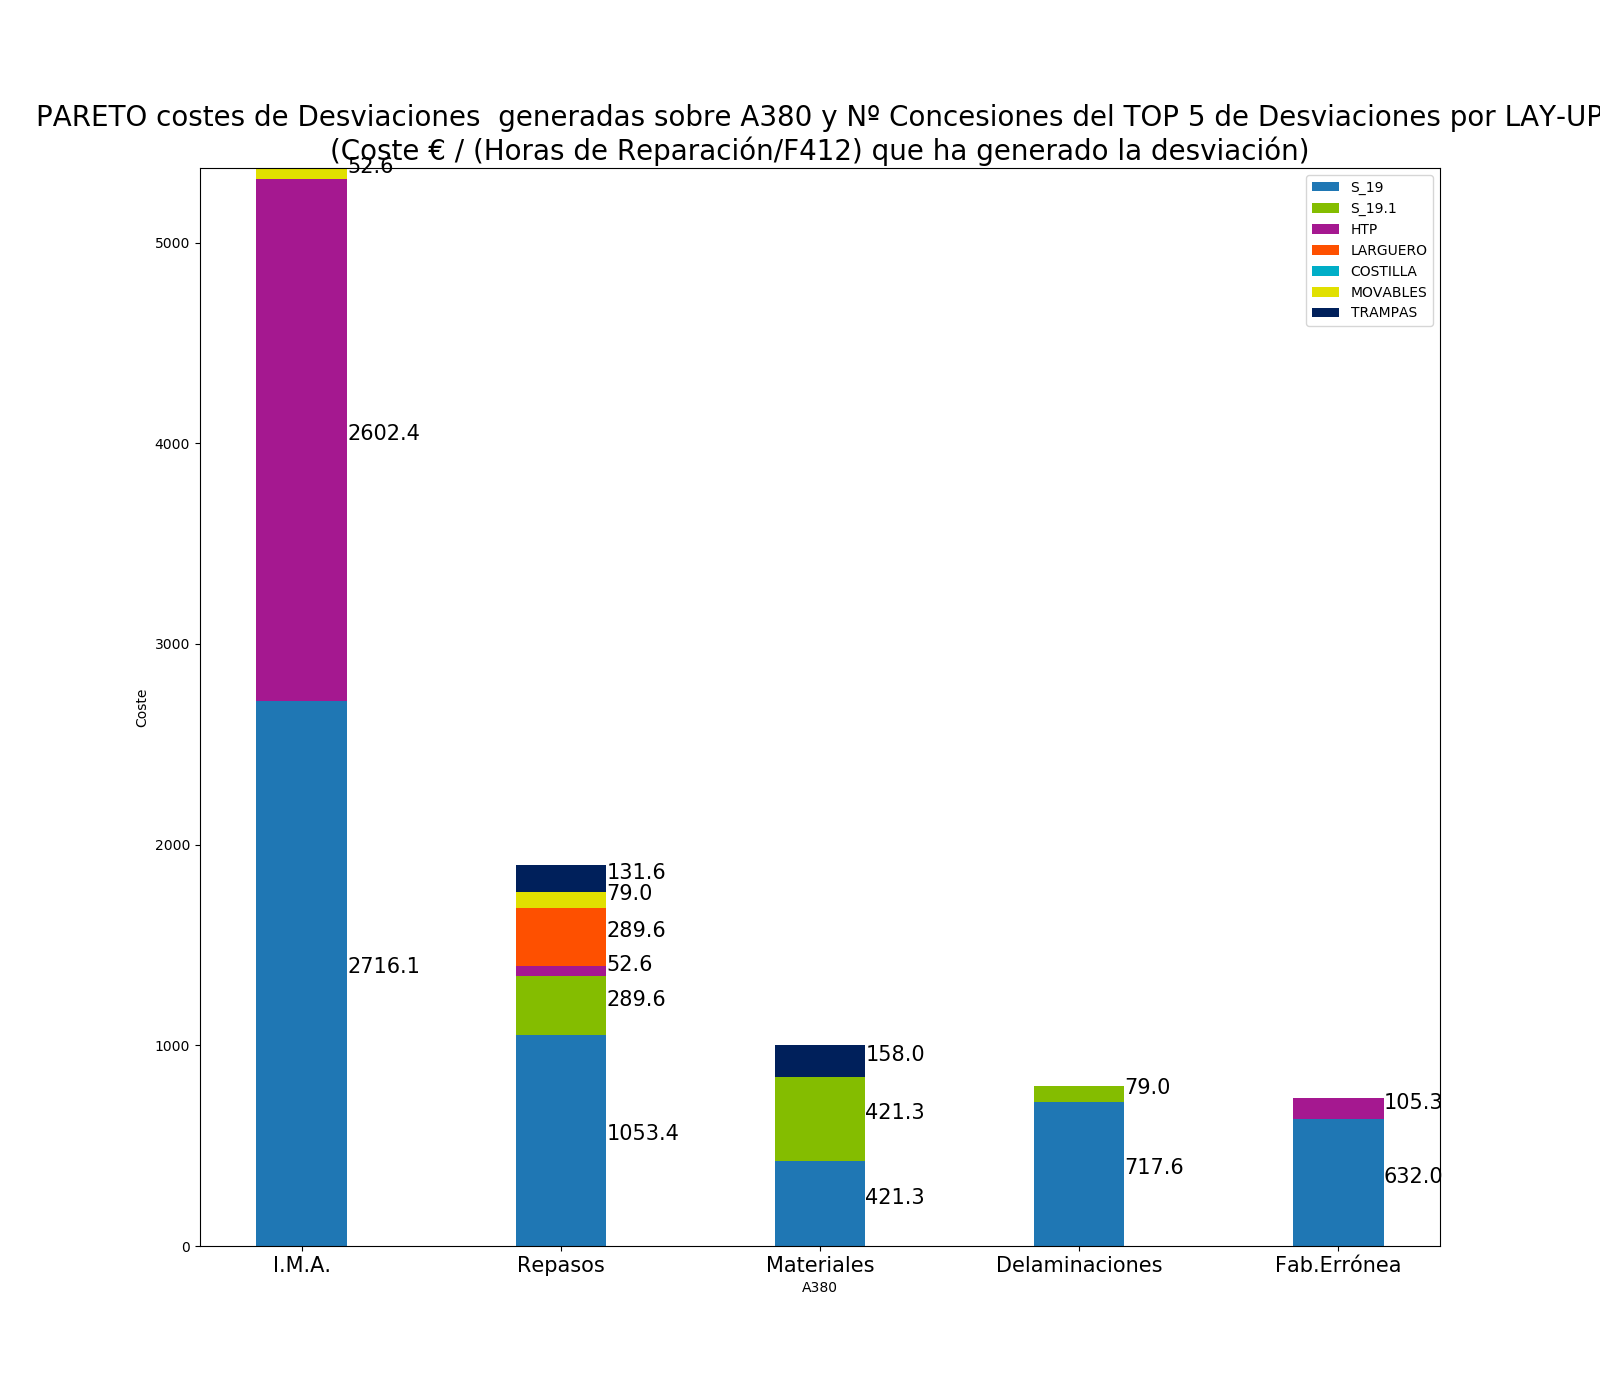 PARETO costes de Desviaciones  generadas sobre A380 y Nº Concesiones del TOP 5 de Desviaciones por LAY-UP
(Coste € / (Horas de Reparación/F412) que ha generado la desviación)
S_19
S_19.1
HTP
LARGUERO
COSTILLA
MOVABLES
TRAMPAS
Coste
5000
4000
3000
2000
1000
0
52.6
2602.4
2716.1
131.6
79.0
289.6
52.6
289.6
1053.4
158.0
421.3
421.3
79.0
717.6
105.3
632.0
I.M.A.
Repasos
Materiales
Delaminaciones
Fab.Errónea
A380